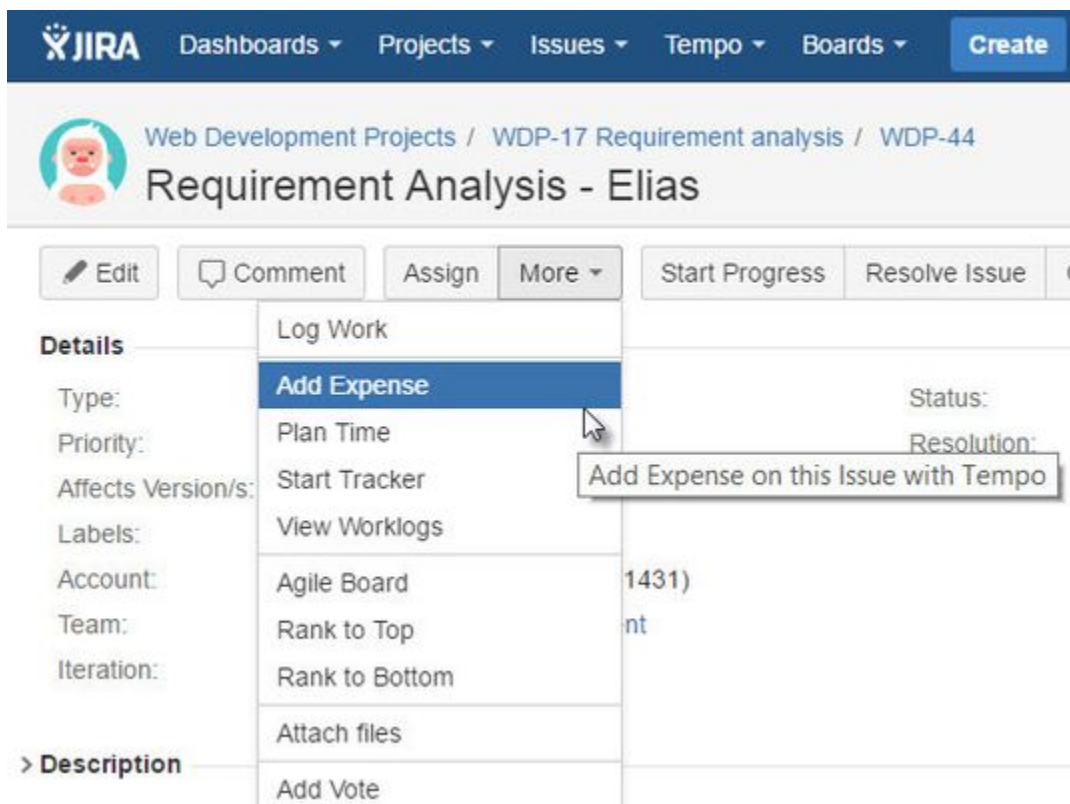 JIRA Dashboards Projects Issues Tempo Boards Create
Web Development Projects / WDP-17 Requirement analysis / WDP-44
Requirement Analysis - Elias
Edit Comment Assign More Start Progress Resolve Issue
Log Work
Details
Add Expense
Type: Status:
Plan Time
Priority: Resolution:
Add Expense on this Issue with Tempo
Start Tracker
Affects Version/s:
View Worklogs
Labels:
Agile Board
Account: 1431)
Rank to Top
Team: nt
Iteration:
Rank to Bottom
Attach files
> Description
Add Vote